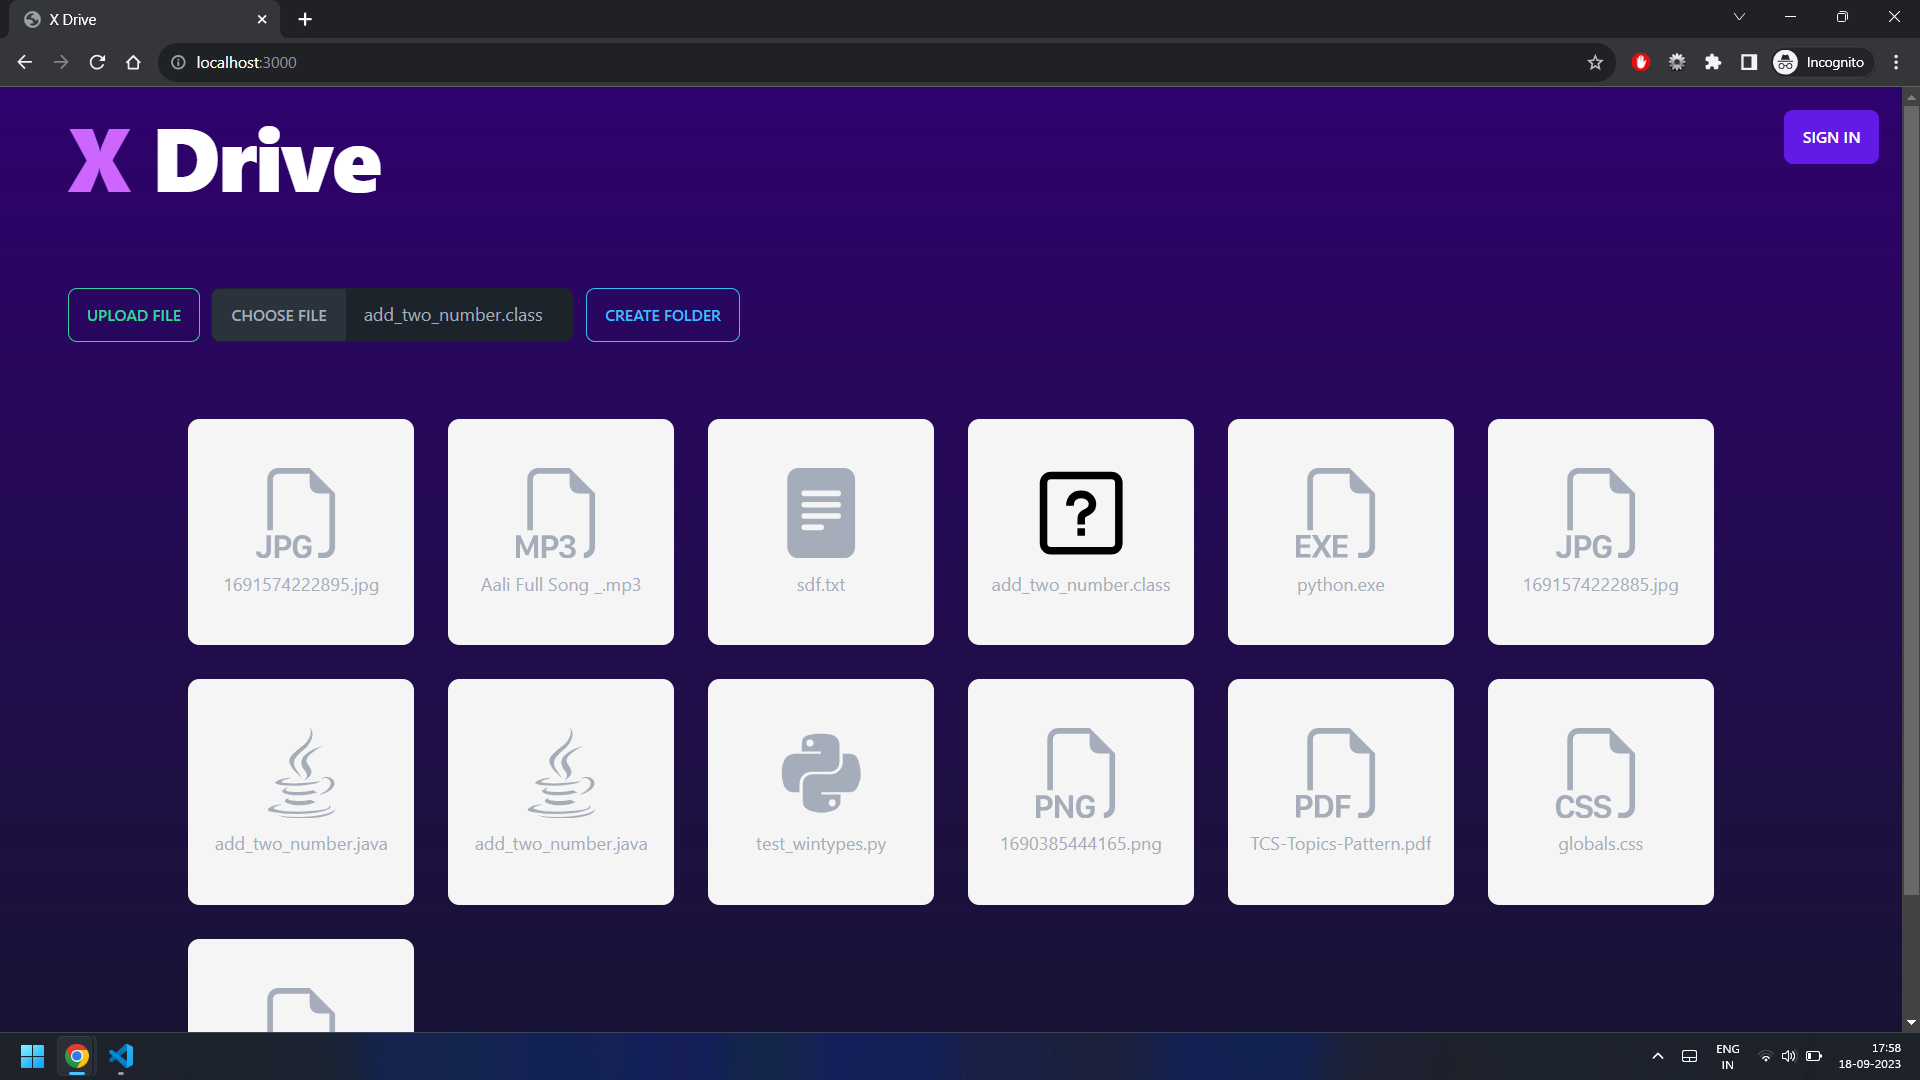 X Drive
localhost:3000
Incognito
X Drive
SIGN IN
UPLOAD FILE
CHOOSE FILE
add_two_number.class
CREATE FOLDER
JPG
MP3
?
EXE
JPG
1691574222895.jpg
Aali Full Song _.mp3
sdf.txt
add_two_number.class
python.exe
1691574222885.jpg
PNG
PDF
CSS
add_two_number.java
add_two_number.java
test_wintypes.py
1690385444165.png
TCS-Topics-Pattern.pdf
globals.css
ENG
IN
17:58
18-09-2023